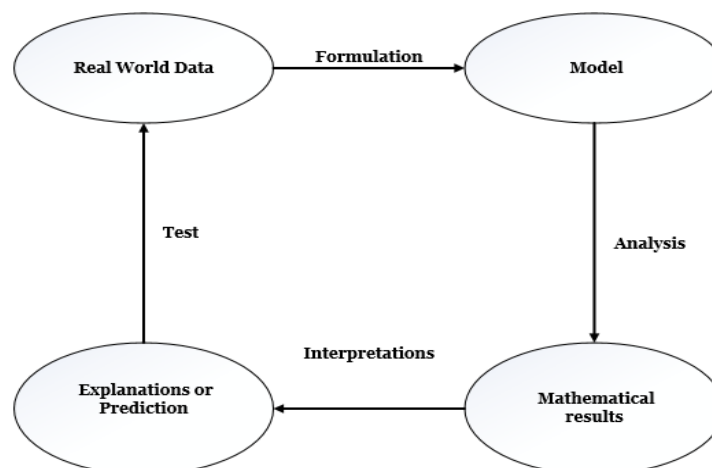 Real World Data
Formulation
Model
Test
Analysis
Interpretations
Explanations or
Prediction
Mathematical
results